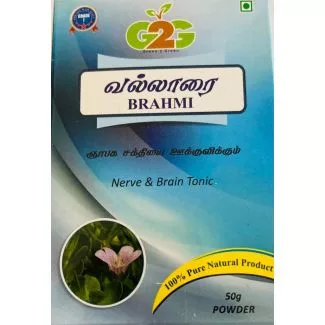 G2G
வல்லாரை
BRAHMI
ஞாபக சக்தியை ஊக்குவிக்கும்
Nerve & Brain Tonic
100% Pure Natural Product
50g
POWDER